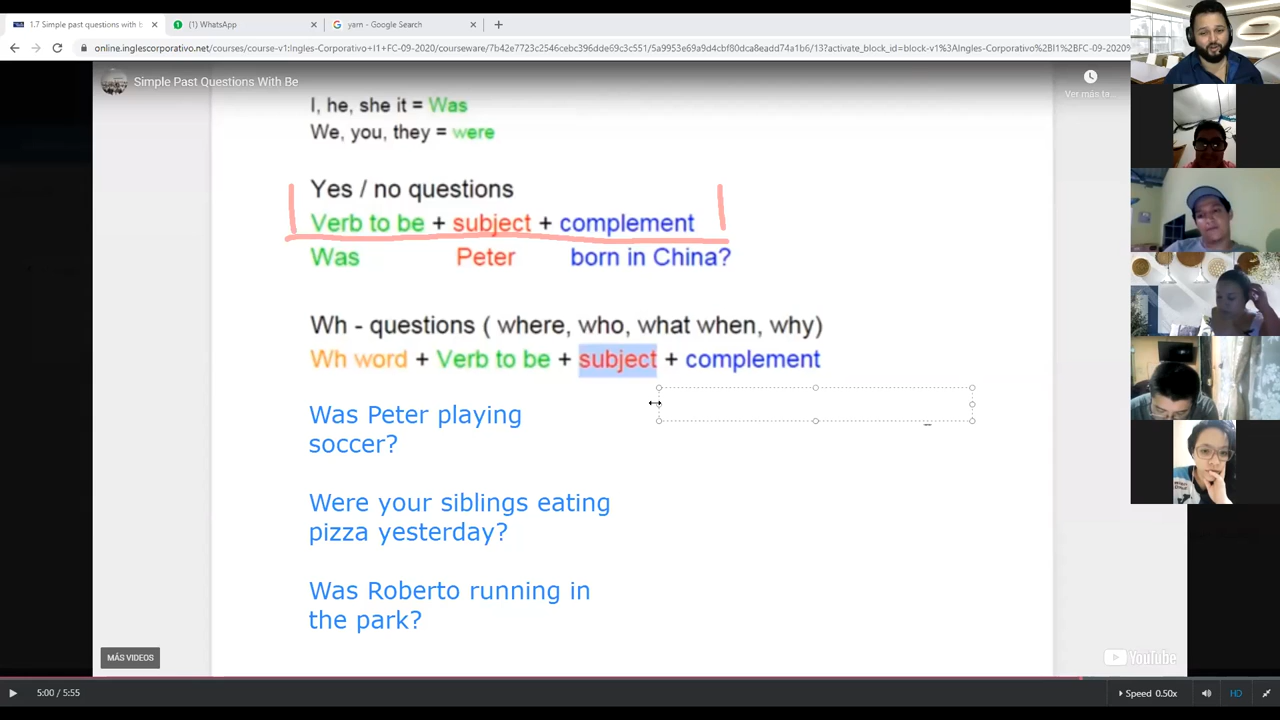 1.7 Simple past questions with b
(1) WhatsApp
yarn - Google Search
online.inglescorporativo.net/courses/course-v1:Ingles-Corporativo+I1+FC-09-2020/courseware/7b42e7723c2546cebc396dde69c3c551/5a9953e69a9d4cbf80dca8eadd74a1b6/13?activate_block_id=block-v1%3AIngles-Corporativo%2BI1%2BFC-09-2020%
Simple Past Questions With Be
Ver más ta...
I, he, she it = Was
We, you, they = were
Yes / no questions
Verb to be + subject + complement
Was Peter born in China?
Wh - questions ( where, who, what when, why)
Wh word + Verb to be + subject + complement
Was Peter playing
soccer?
Were your siblings eating
pizza yesterday?
Was Roberto running in
the park?
MÁS VIDEOS
YouTube
5:00 / 5:55
Speed 0.50x
HD